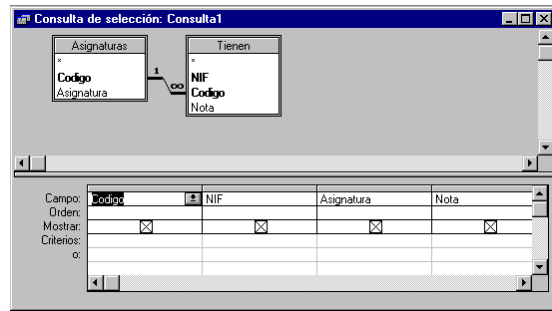 Consulta de selección: Consulta1
Asignaturas
*
Codigo
Asignatura
1
∞
Tienen
*
NIF
Codigo
Nota
Campo: Codigo NIF Asignatura Nota
Orden:
Mostrar:
Criterios:
o: